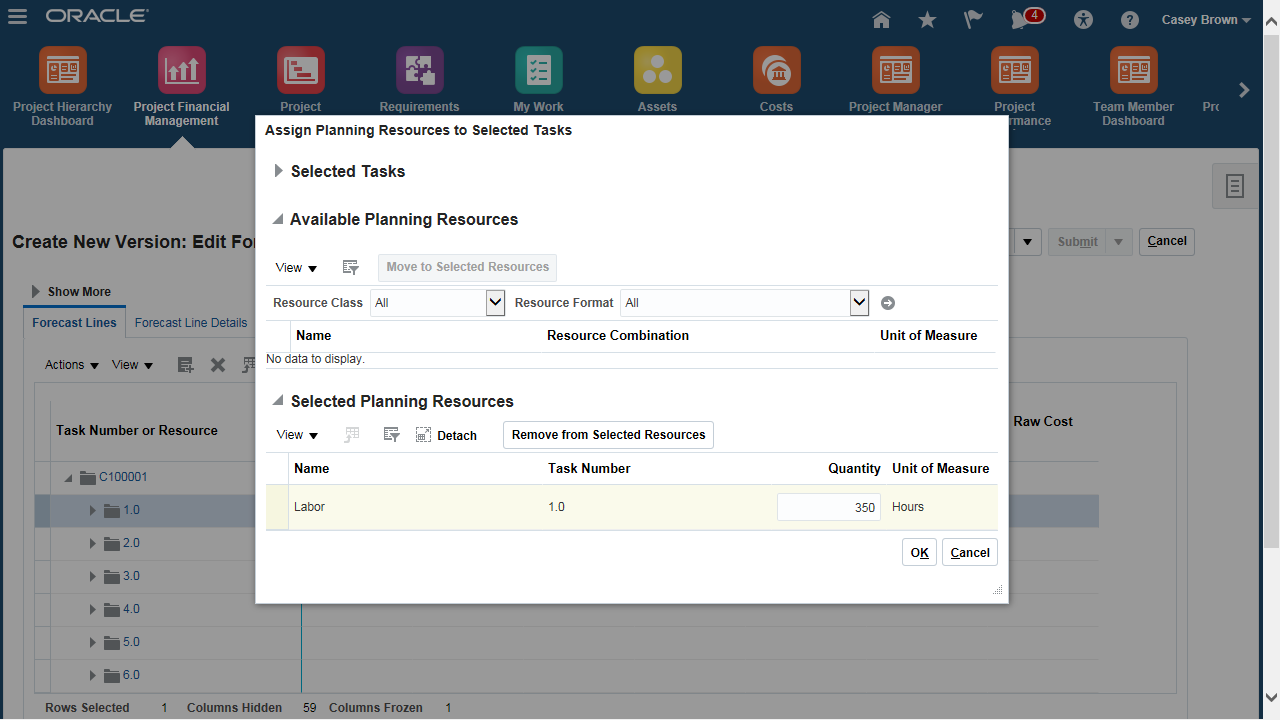 ORACLE
4
Casey Brown
Project Hierarchy Dashboard
Project Financial Management
Project
Requirements
My Work
Assets
Costs
Project Manager
Project
rmance
Team Member Dashboard
Assign Planning Resources to Selected Tasks
Selected Tasks
Available Planning Resources
View
Move to Selected Resources
Resource Class All Resource Format All
Name Resource Combination Unit of Measure
No data to display.
Selected Planning Resources
View Detach Remove from Selected Resources
Name Task Number Quantity Unit of Measure
Labor 1.0 350 Hours
OK Cancel
Create New Version: Edit Fo
Submit Cancel
Show More
Forecast Lines Forecast Line Details
Actions View
Task Number or Resource Raw Cost
C100001
1.0
2.0
3.0
4.0
5.0
6.0
Rows Selected 1 Columns Hidden 59 Columns Frozen 1